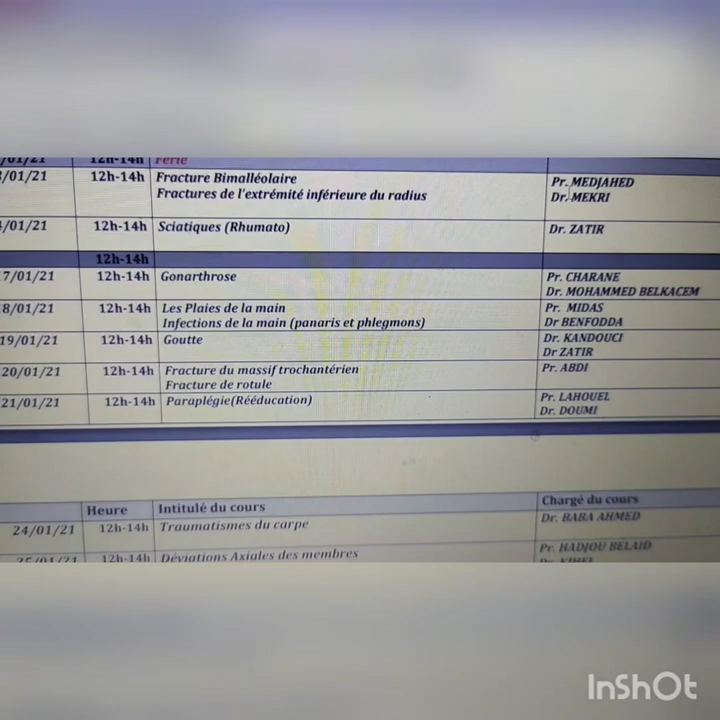 /01/21 12h-14h Férié
/01/21 12h-14h Fracture Bimalléolaire Pr. MEDJAHED
Fractures de l'extrémité inférieure du radius Dr. MEKRI
/01/21 12h-14h Sciatiques (Rhumato) Dr. ZATIR
12h-14h
17/01/21 12h-14h Gonarthrose Pr. CHARANE
Dr. MOHAMMED BELKACEM
18/01/21 12h-14h Les Plaies de la main Pr. MIDAS
Infections de la main (panaris et phlegmons) Dr BENFODDA
19/01/21 12h-14h Goutte Dr. KANDOUCI
Dr ZATIR
20/01/21 12h-14h Fracture du massif trochantérien Pr. ABDI
Fracture de rotule
21/01/21 12h-14h Paraplégie(Rééducation) Pr. LAHOUEL
Dr. DOUMI
Heure Intitulé du cours Chargé du cours
24/01/21 12h-14h Traumatismes du carpe Dr. BABA AHMED
25/01/21 12h-14h Déviations Axiales des membres Pr. HADJOU BELAID
InShOt